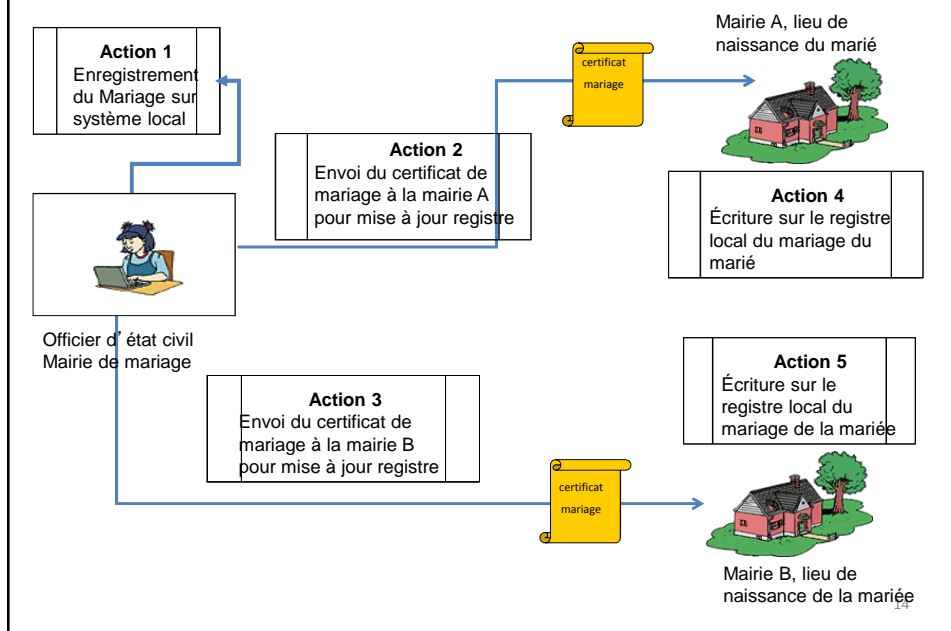 Action 1
Enregistrement
du Mariage sur
système local
certificat
mariage
Mairie A, lieu de
naissance du marié
Action 2
Envoi du certificat de
mariage à la mairie A
pour mise à jour registre
Action 4
Écriture sur le registre
local du mariage du
marié
Officier d’ état civil
Mairie de mariage
Action 5
Écriture sur le
registre local du
mariage de la mariée
Action 3
Envoi du certificat de
mariage à la mairie B
pour mise à jour registre
certificat
mariage
Mairie B, lieu de
naissance de la mariée
14